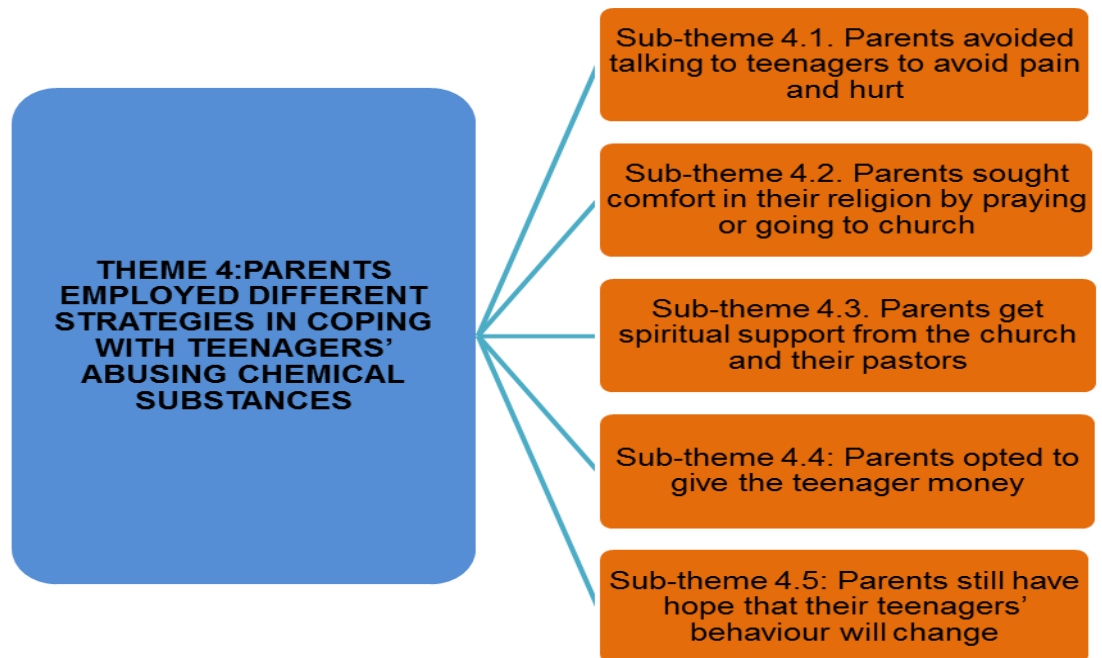 THEME 4:PARENTS
EMPLOYED DIFFERENT
STRATEGIES IN COPING
WITH TEENAGERS’
ABUSING CHEMICAL
SUBSTANCES
Sub-theme 4.1. Parents avoided
talking to teenagers to avoid pain
and hurt
Sub-theme 4.2. Parents sought
comfort in their religion by praying
or going to church
Sub-theme 4.3. Parents get
spiritual support from the church
and their pastors
Sub-theme 4.4: Parents opted to
give the teenager money
Sub-theme 4.5: Parents still have
hope that their teenagers’
behaviour will change